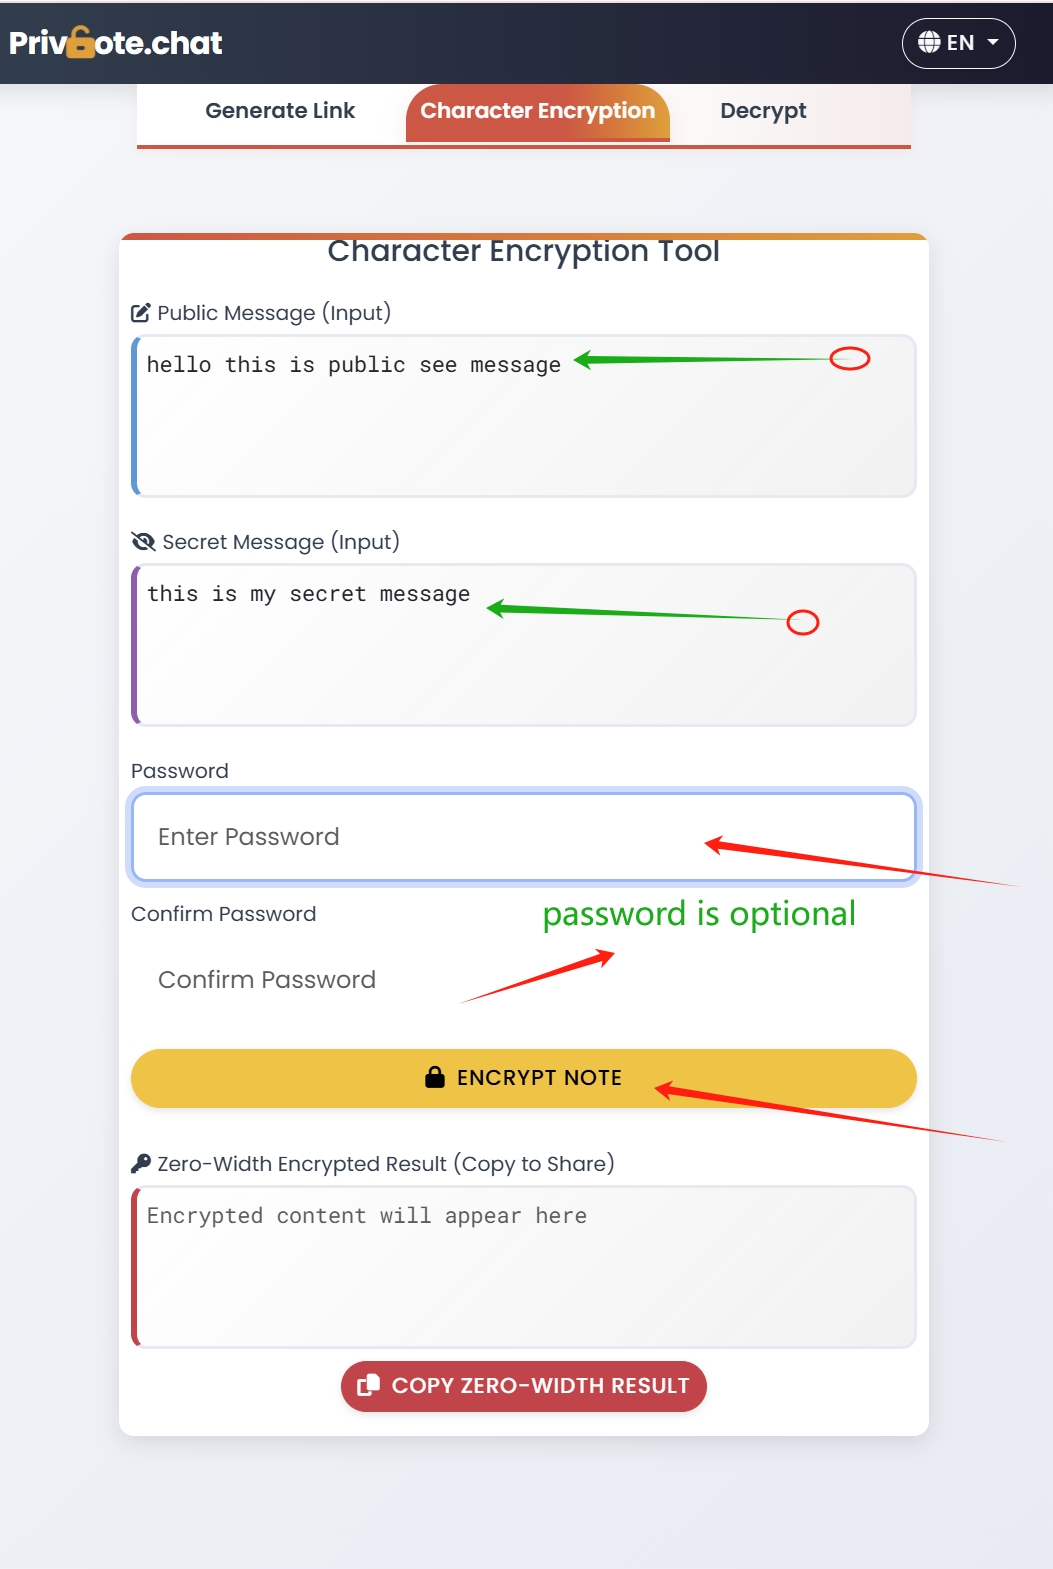 Privote.chat
EN
Generate Link
Character Encryption
Decrypt
Character Encryption Tool
Public Message (Input)
hello this is public see message
Secret Message (Input)
this is my secret message
Password
Enter Password
Confirm Password
password is optional
Confirm Password
ENCRYPT NOTE
Zero-Width Encrypted Result (Copy to Share)
Encrypted content will appear here
COPY ZERO-WIDTH RESULT